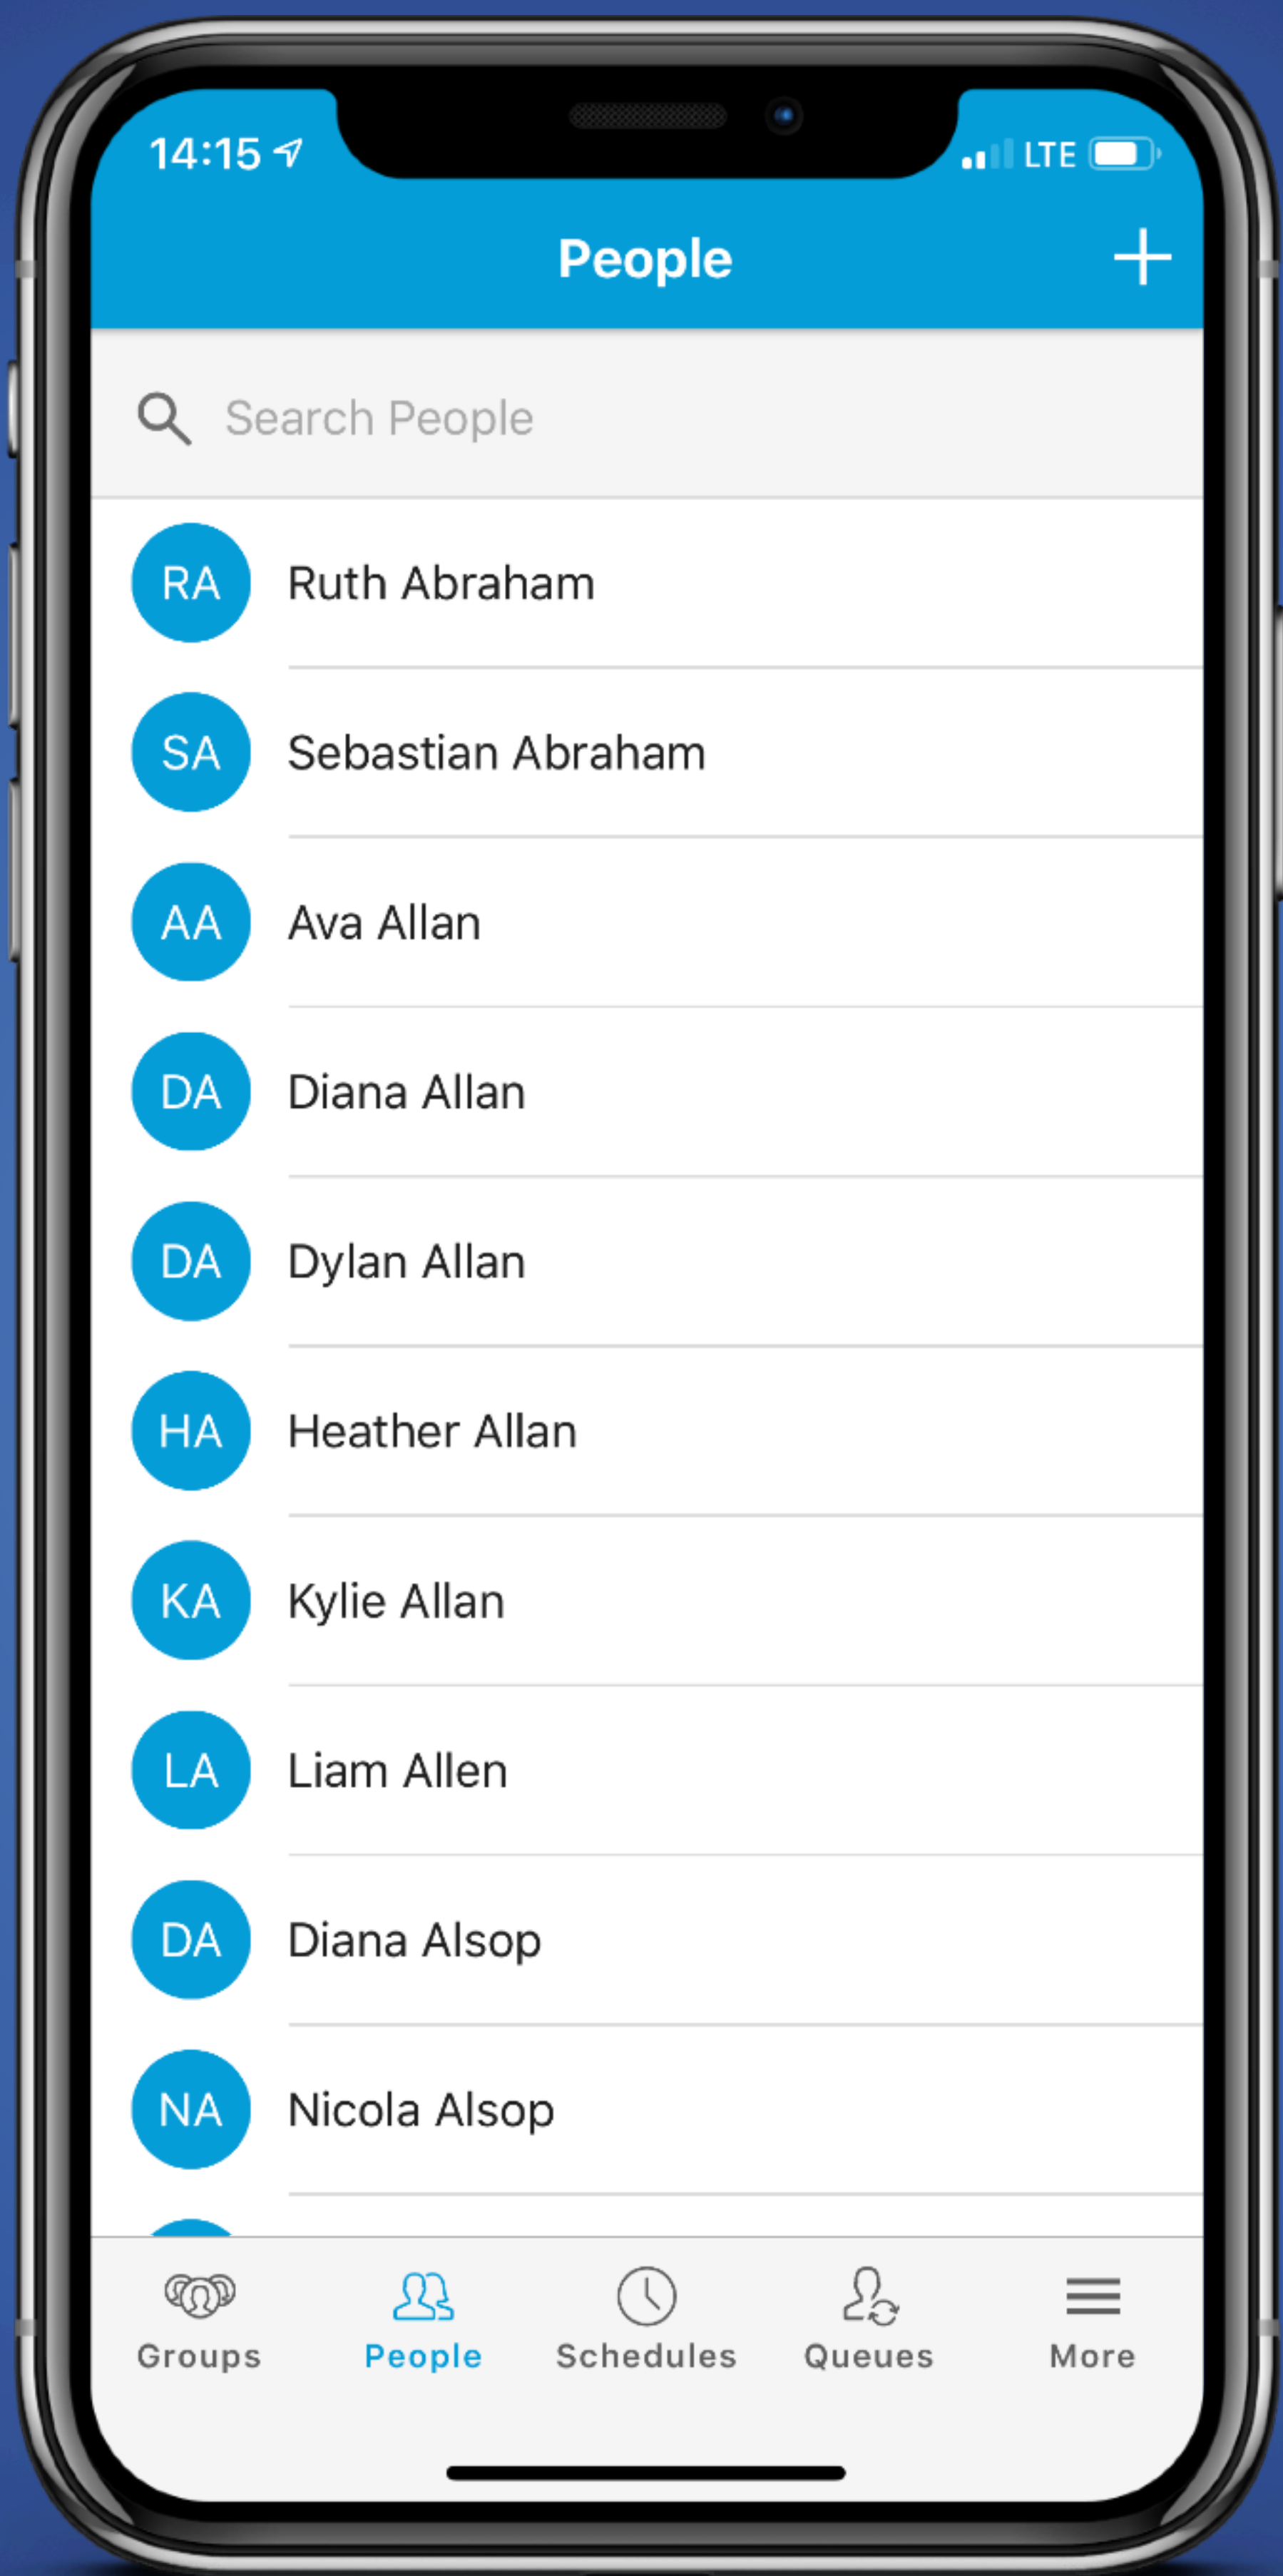 14:15 LTE
People
Search People
RA Ruth Abraham
SA Sebastian Abraham
AA Ava Allan
DA Diana Allan
DA Dylan Allan
HA Heather Allan
KA Kylie Allan
LA Liam Allen
DA Diana Alsop
NA Nicola Alsop
Groups People Schedules Queues More